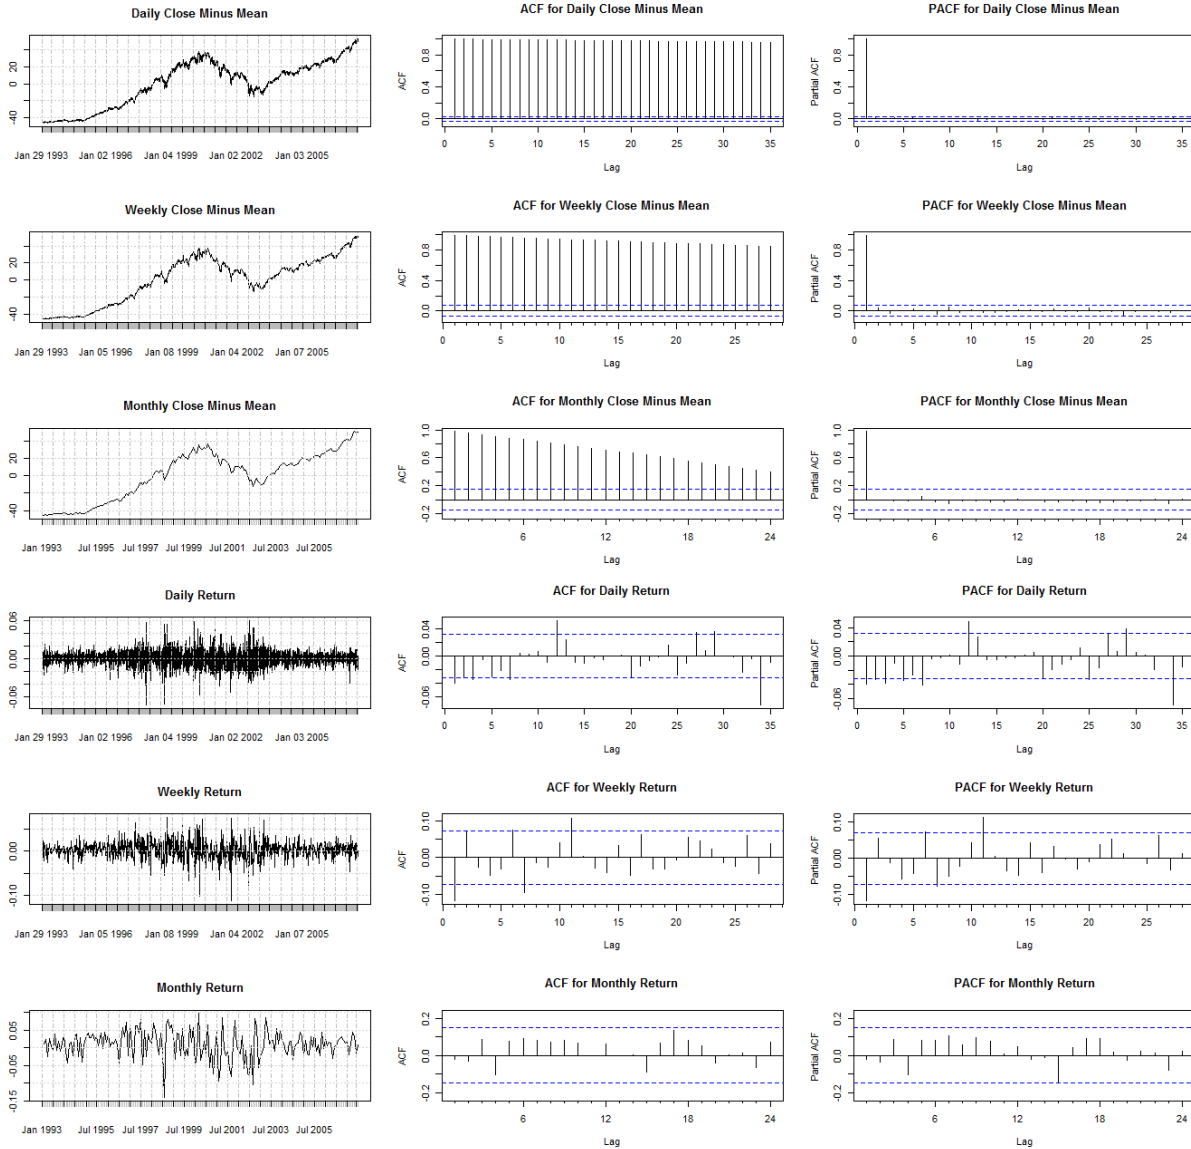 Daily Close Minus Mean
ACF for Daily Close Minus Mean
PACF for Daily Close Minus Mean
20
0
-40
Jan 29 1993 Jan 02 1996 Jan 04 1999 Jan 02 2002 Jan 03 2005
ACF
0.8
0.4
0.0
0 5 10 15 20 25 30 35
Lag
Partial ACF
0.8
0.4
0.0
0 5 10 15 20 25 30 35
Lag
Weekly Close Minus Mean
ACF for Weekly Close Minus Mean
PACF for Weekly Close Minus Mean
20
0
-40
Jan 29 1993 Jan 05 1996 Jan 08 1999 Jan 04 2002 Jan 07 2005
ACF
0.8
0.4
0.0
0 5 10 15 20 25
Lag
Partial ACF
0.8
0.4
0.0
0 5 10 15 20 25
Lag
Monthly Close Minus Mean
ACF for Monthly Close Minus Mean
PACF for Monthly Close Minus Mean
20
0
-40
Jan 1993 Jul 1995 Jul 1997 Jul 1999 Jul 2001 Jul 2003 Jul 2005
ACF
1.0
0.6
0.2
-0.2
6 12 18 24
Lag
Partial ACF
1.0
0.6
0.2
-0.2
6 12 18 24
Lag
Daily Return
ACF for Daily Return
PACF for Daily Return
0.06
0.00
-0.06
Jan 29 1993 Jan 02 1996 Jan 04 1999 Jan 02 2002 Jan 03 2005
ACF
0.04
0.00
-0.06
0 5 10 15 20 25 30 35
Lag
Partial ACF
0.04
0.00
-0.06
0 5 10 15 20 25 30 35
Lag
Weekly Return
ACF for Weekly Return
PACF for Weekly Return
0.00
-0.10
Jan 29 1993 Jan 05 1996 Jan 08 1999 Jan 04 2002 Jan 07 2005
ACF
0.10
0.00
-0.10
0 5 10 15 20 25
Lag
Partial ACF
0.10
0.00
-0.10
0 5 10 15 20 25
Lag
Monthly Return
ACF for Monthly Return
PACF for Monthly Return
0.05
-0.05
-0.15
Jan 1993 Jul 1995 Jul 1997 Jul 1999 Jul 2001 Jul 2003 Jul 2005
ACF
0.2
0.0
-0.2
6 12 18 24
Lag
Partial ACF
0.2
0.0
-0.2
6 12 18 24
Lag